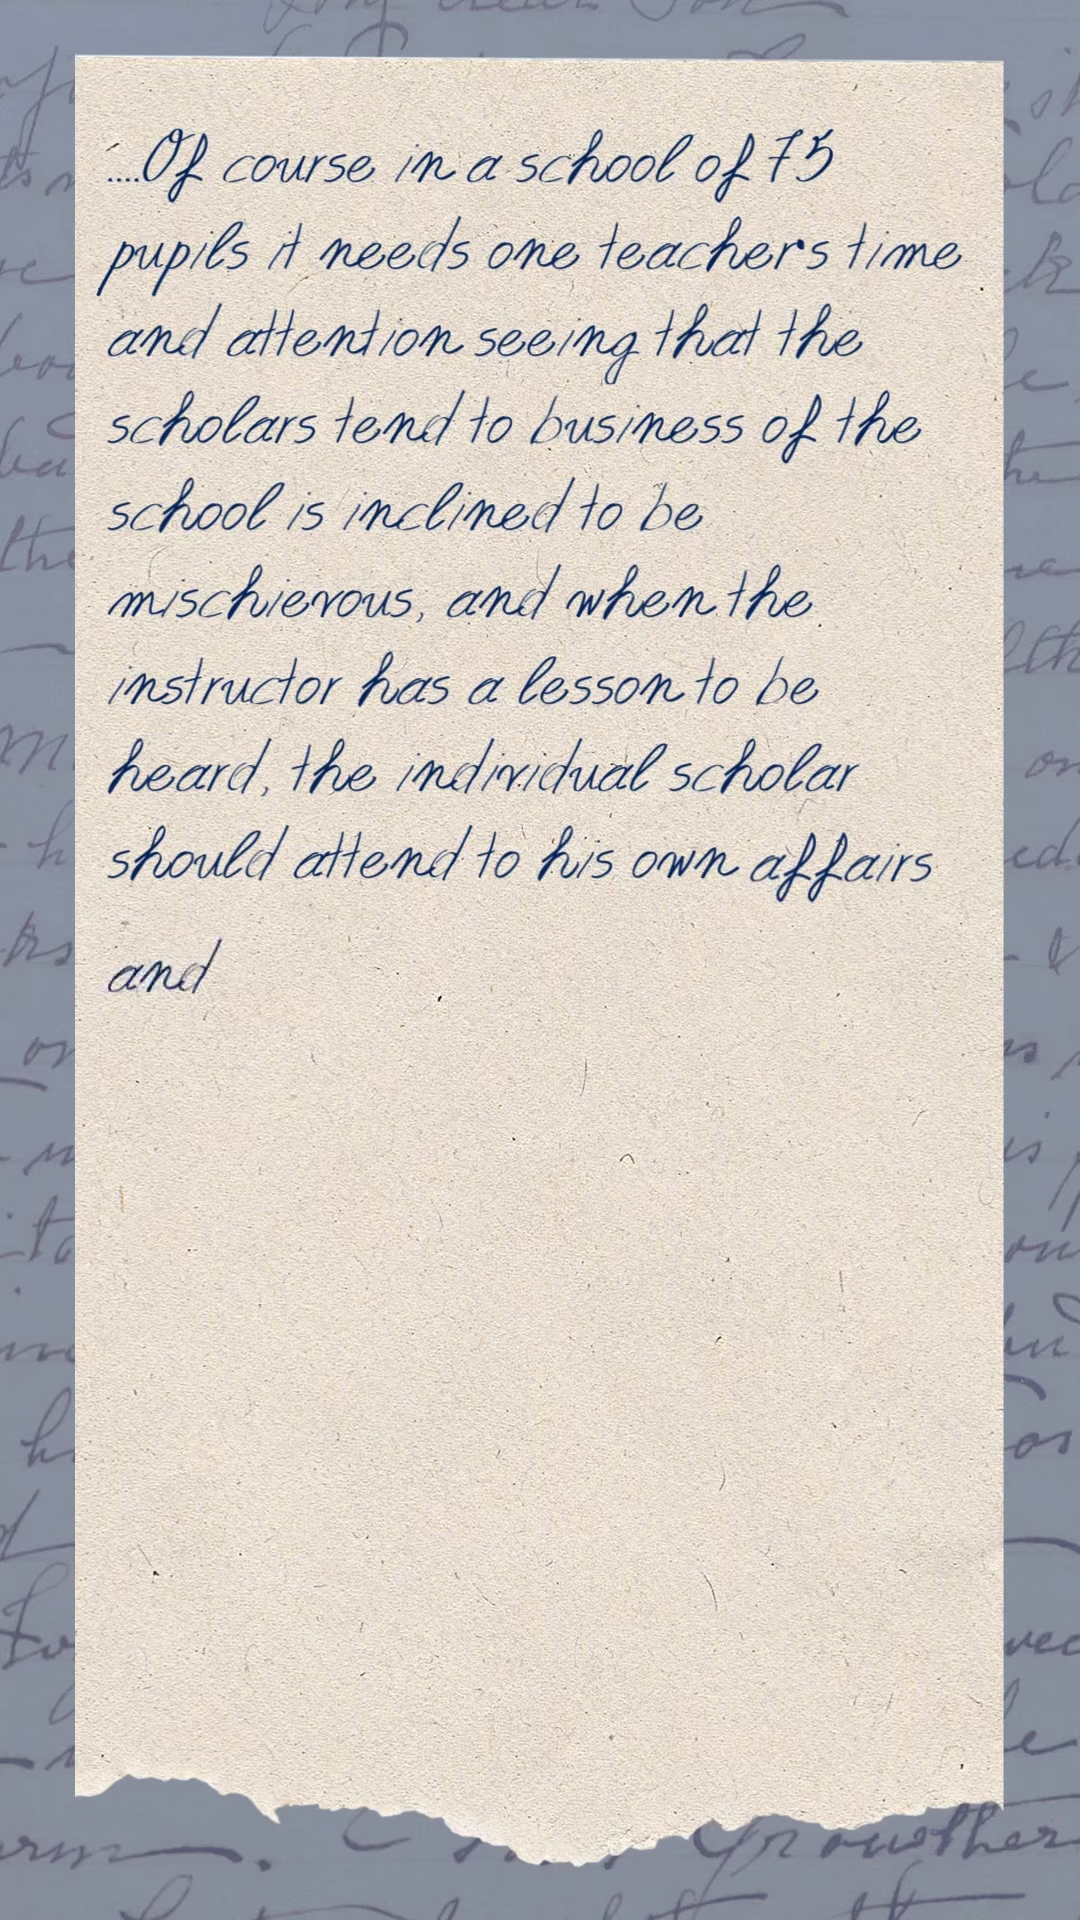 ....Of course in a school of 75
pupils it needs one teachers time
and attention seeing that the
scholars tend to business of the
school is inclined to be
mischievous, and when the
instructor has a lesson to be
heard, the individual scholar
should attend to his own affairs
and